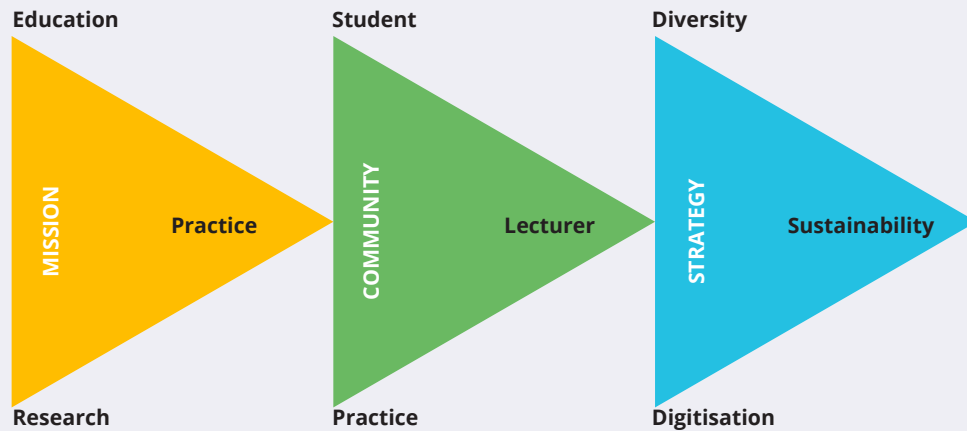 Education
MISSION
Practice
Research
Student
COMMUNITY
Lecturer
Practice
Diversity
STRATEGY
Sustainability
Digitisation